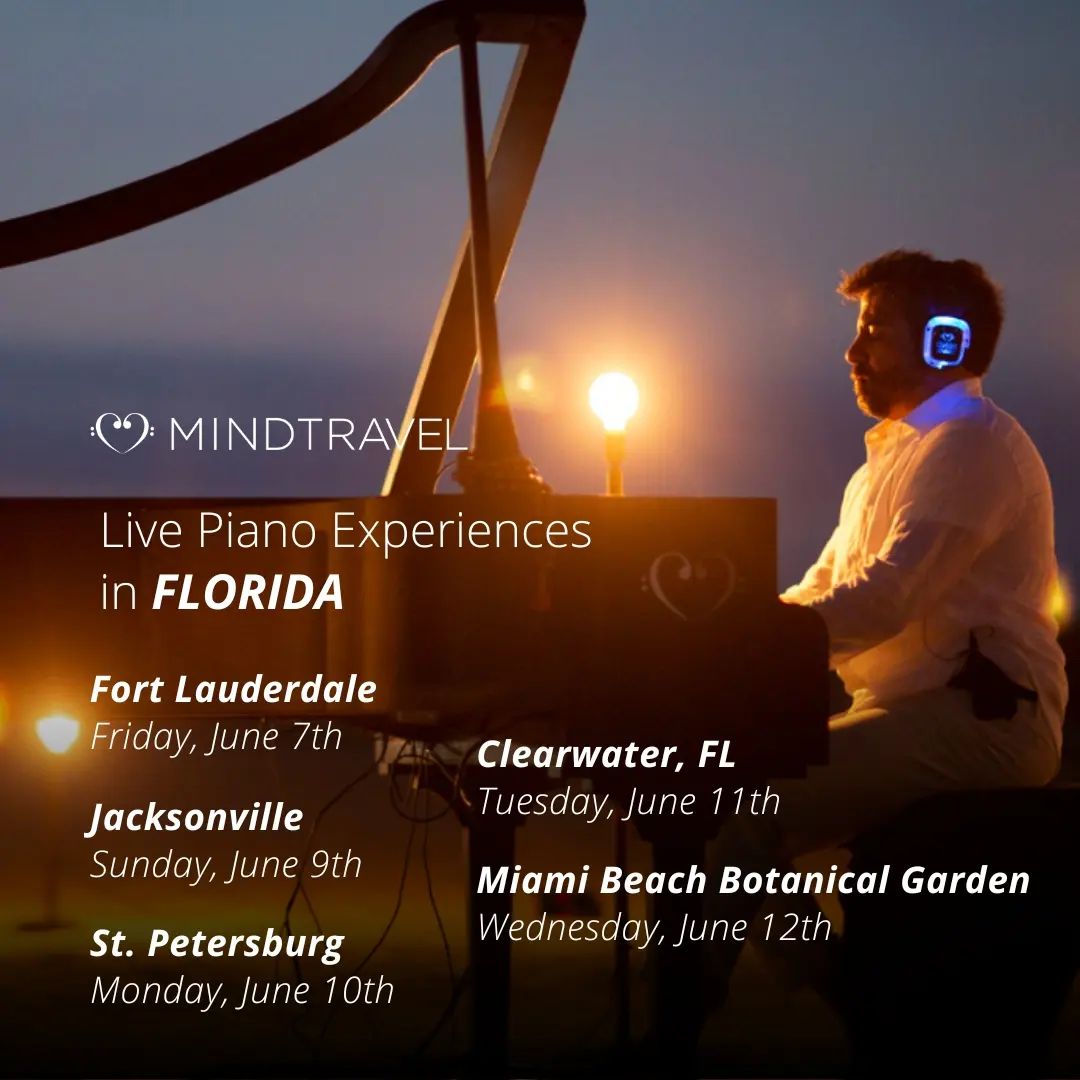 MINDTRAVEL
Live Piano Experiences
in FLORIDA
Fort Lauderdale
Friday, June 7th
Jacksonville
Sunday, June 9th
St. Petersburg
Monday, June 10th
Clearwater, FL
Tuesday, June 11th
Miami Beach Botanical Garden
Wednesday, June 12th